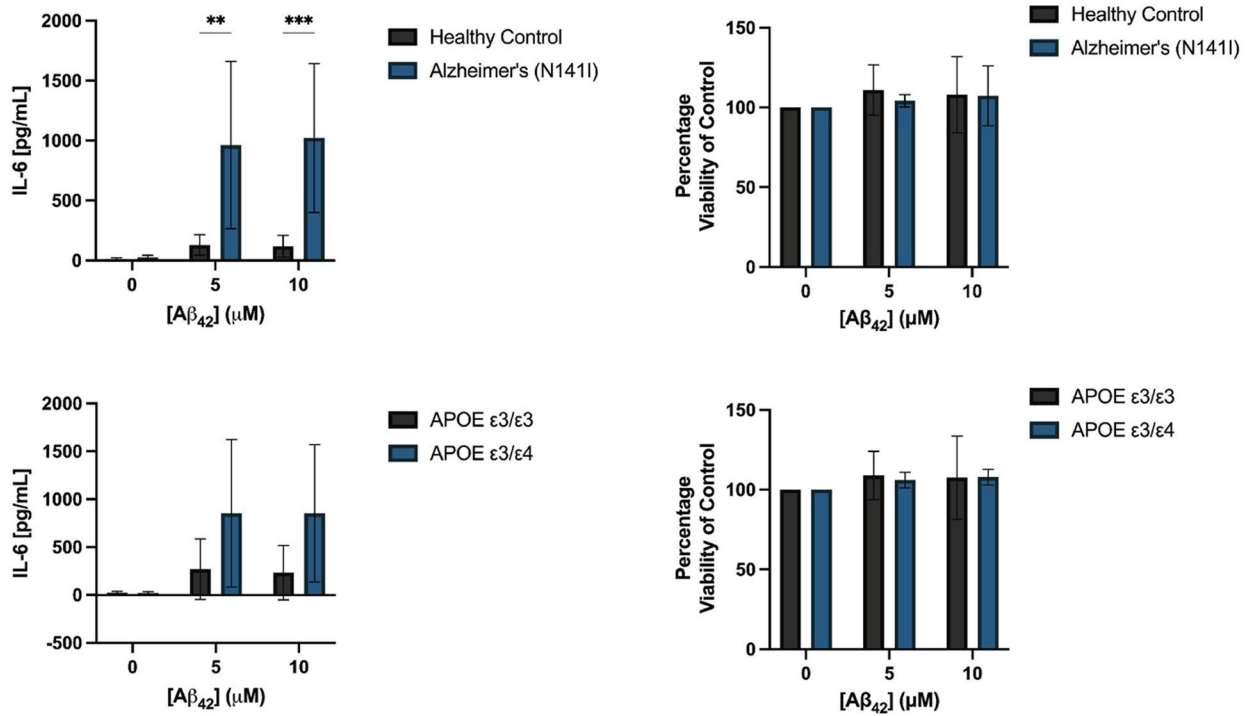 2000
1500
1000
500
0
IL-6 [pg/mL]
** ***
0 5 10
[Aβ42] (μM)
Healthy Control
Alzheimer's (N141I)
150
100
50
0
Percentage
Viability of Control
0 5 10
[Aβ42] (µM)
Healthy Control
Alzheimer's (N141I)
2000
1500
1000
500
0
-500
IL-6 [pg/mL]
0 5 10
[Aβ42] (μM)
APOE ε3/ε3
APOE ε3/ε4
150
100
50
0
Percentage
Viability of Control
0 5 10
[Aβ42] (µM)
APOE ε3/ε3
APOE ε3/ε4